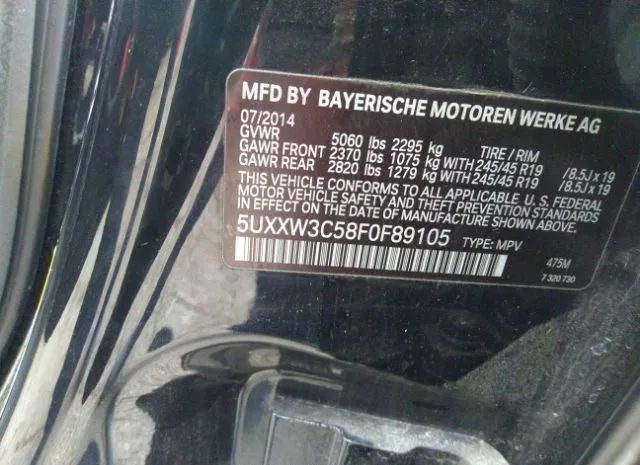 MFD BY BAYERISCHE MOTOREN WERKE AG
07/2014
GVWR 5060 lbs 2295 kg TIRE / RIM
GAWR FRONT 2370 lbs 1075 kg WITH 245/45 R19 /8.5J x 19
GAWR REAR 2820 lbs 1279 kg WITH 245/45 R19 /8.5J x 19
THIS VEHICLE CONFORMS TO ALL APPLICABLE U.S. FEDERAL
MOTOR VEHICLE SAFETY AND THEFT PREVENTION STANDARDS
IN EFFECT ON THE DATE OF MANUFACTURE SHOWN ABOVE.
5UXXW3C58F0F89105 TYPE: MPV 475M
7 320 730